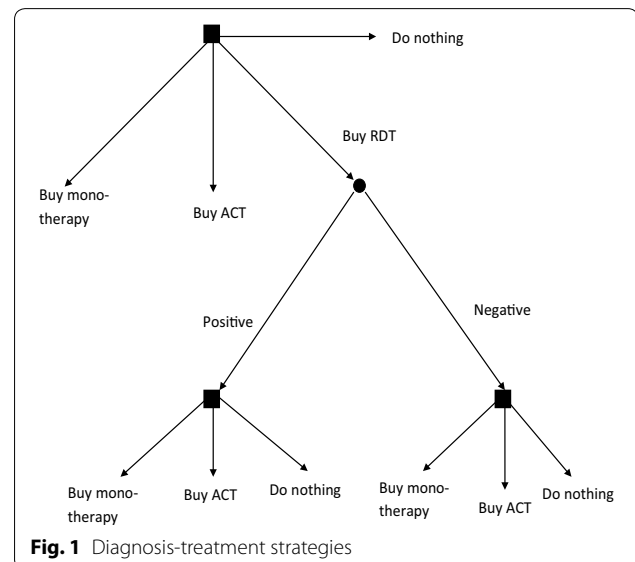 Do nothing
Buy RDT
Buy mono-
therapy
Buy ACT
Positive
Negative
Buy mono-
therapy
Buy ACT
Do nothing
Buy mono-
therapy
Buy ACT
Do nothing
Fig. 1 Diagnosis-treatment strategies